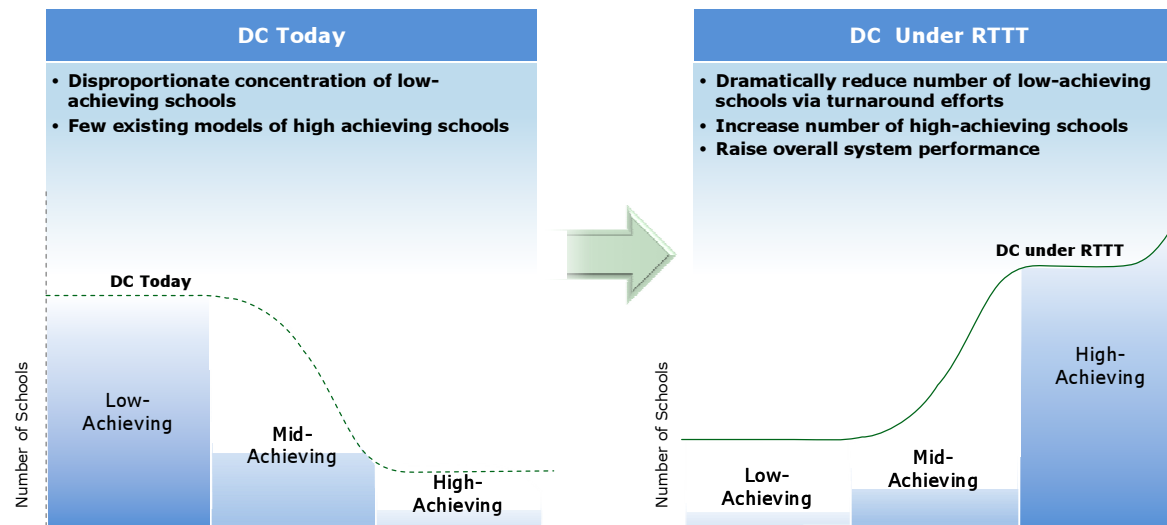 DC Today
• Disproportionate concentration of low-
achieving schools
• Few existing models of high achieving schools
DC Today
Number of Schools
Low-
Achieving
Mid-
Achieving
High-
Achieving
DC  Under RTTT
• Dramatically reduce number of low-achieving
schools via turnaround efforts
• Increase number of high-achieving schools
• Raise overall system performance
DC under RTTT
Number of Schools
Low-
Achieving
Mid-
Achieving
High-
Achieving